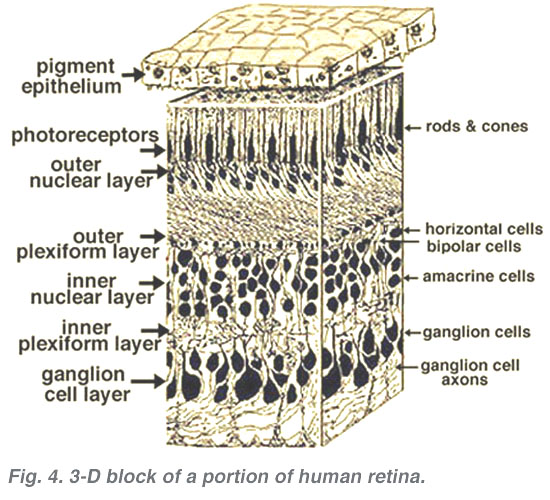 pigment
epithelium
photoreceptors
outer
nuclear layer
outer
plexiform layer
inner
nuclear layer
inner
plexiform layer
ganglion
cell layer
rods & cones
horizontal cells
bipolar cells
amacrine cells
ganglion cells
ganglion cell
axons
Fig. 4. 3-D block of a portion of human retina.